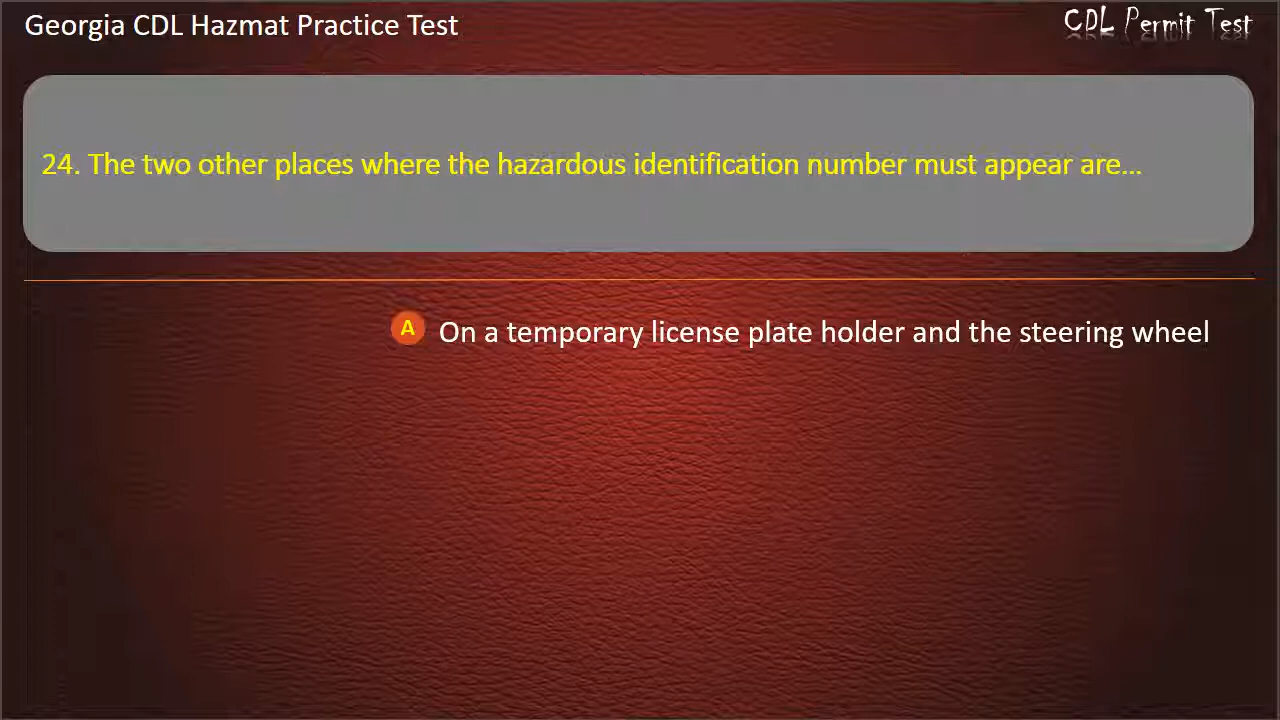 Georgia CDL Hazmat Practice Test
CDL Permit Test
24. The two other places where the hazardous identification number must appear are...
A On a temporary license plate holder and the steering wheel